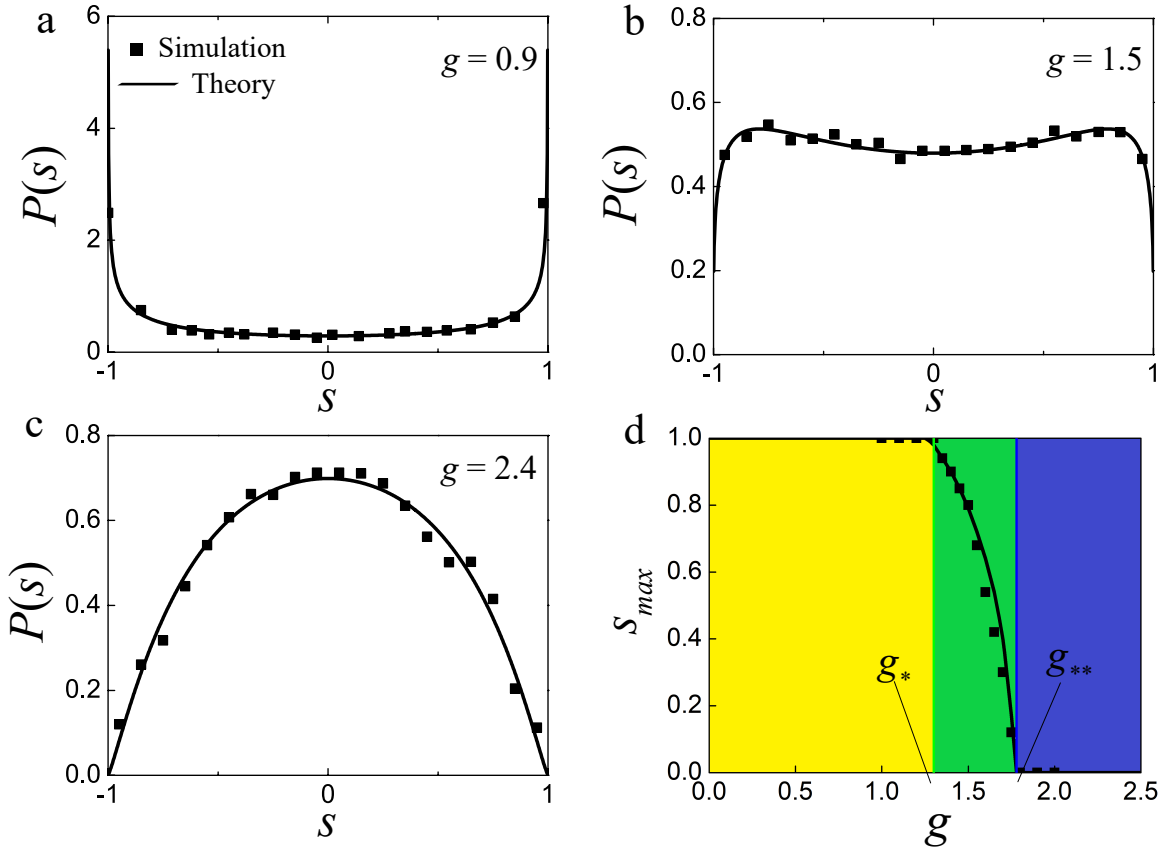 a
6
4
2
0
P(s)
-1
0
1
s
Simulation
Theory
g = 0.9
b
0.8
0.6
0.4
0.2
0.0
P(s)
-1
0
1
s
g = 1.5
c
0.8
0.6
0.4
0.2
0.0
P(s)
-1
0
1
s
g = 2.4
d
1.0
0.8
0.6
0.4
0.2
0.0
s_max
g_*
g_**
0.0 0.5 1.0 1.5 2.0 2.5
g